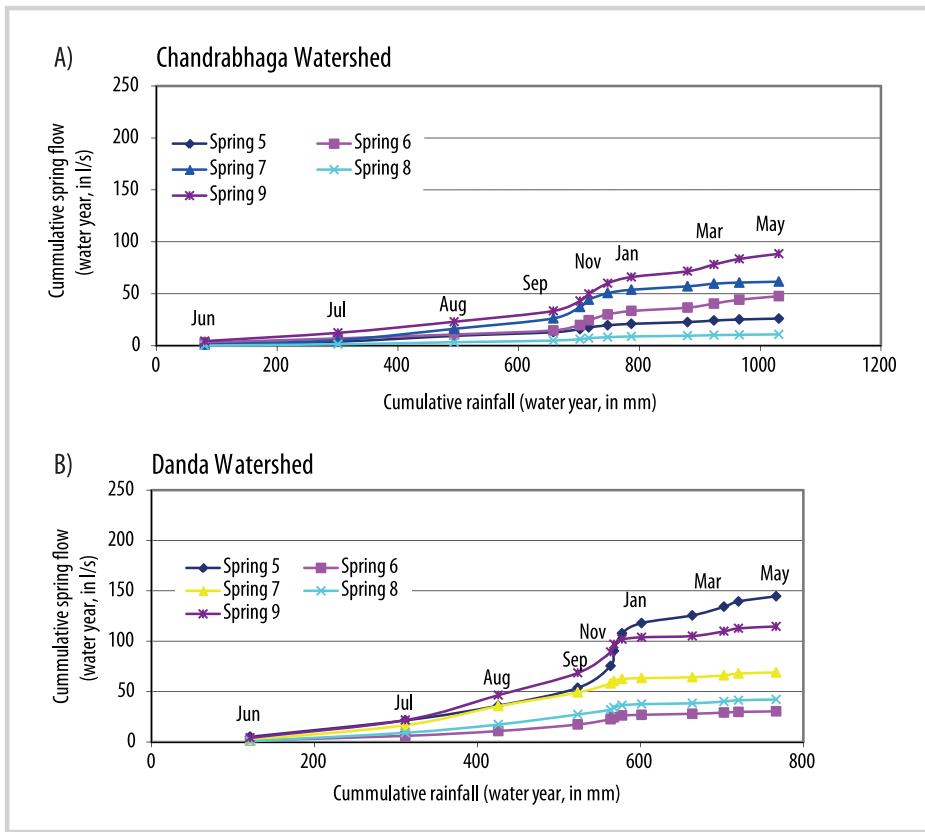 A) Chandrabhaga Watershed
250
200
150
100
50
0
Cummulative spring flow
(water year, in l/s)
Spring 5 Spring 6
Spring 7 Spring 8
Spring 9
Jun Jul Aug Sep Nov Jan Mar May
0 200 400 600 800 1000 1200
Cumulative rainfall (water year, in mm)
B) Danda Watershed
250
200
150
100
50
0
Cummulative spring flow
(water year, in l/s)
Spring 5 Spring 6
Spring 7 Spring 8
Spring 9
Jun Jul Aug Sep Nov Jan Mar May
0 200 400 600 800
Cummulative rainfall (water year, in mm)